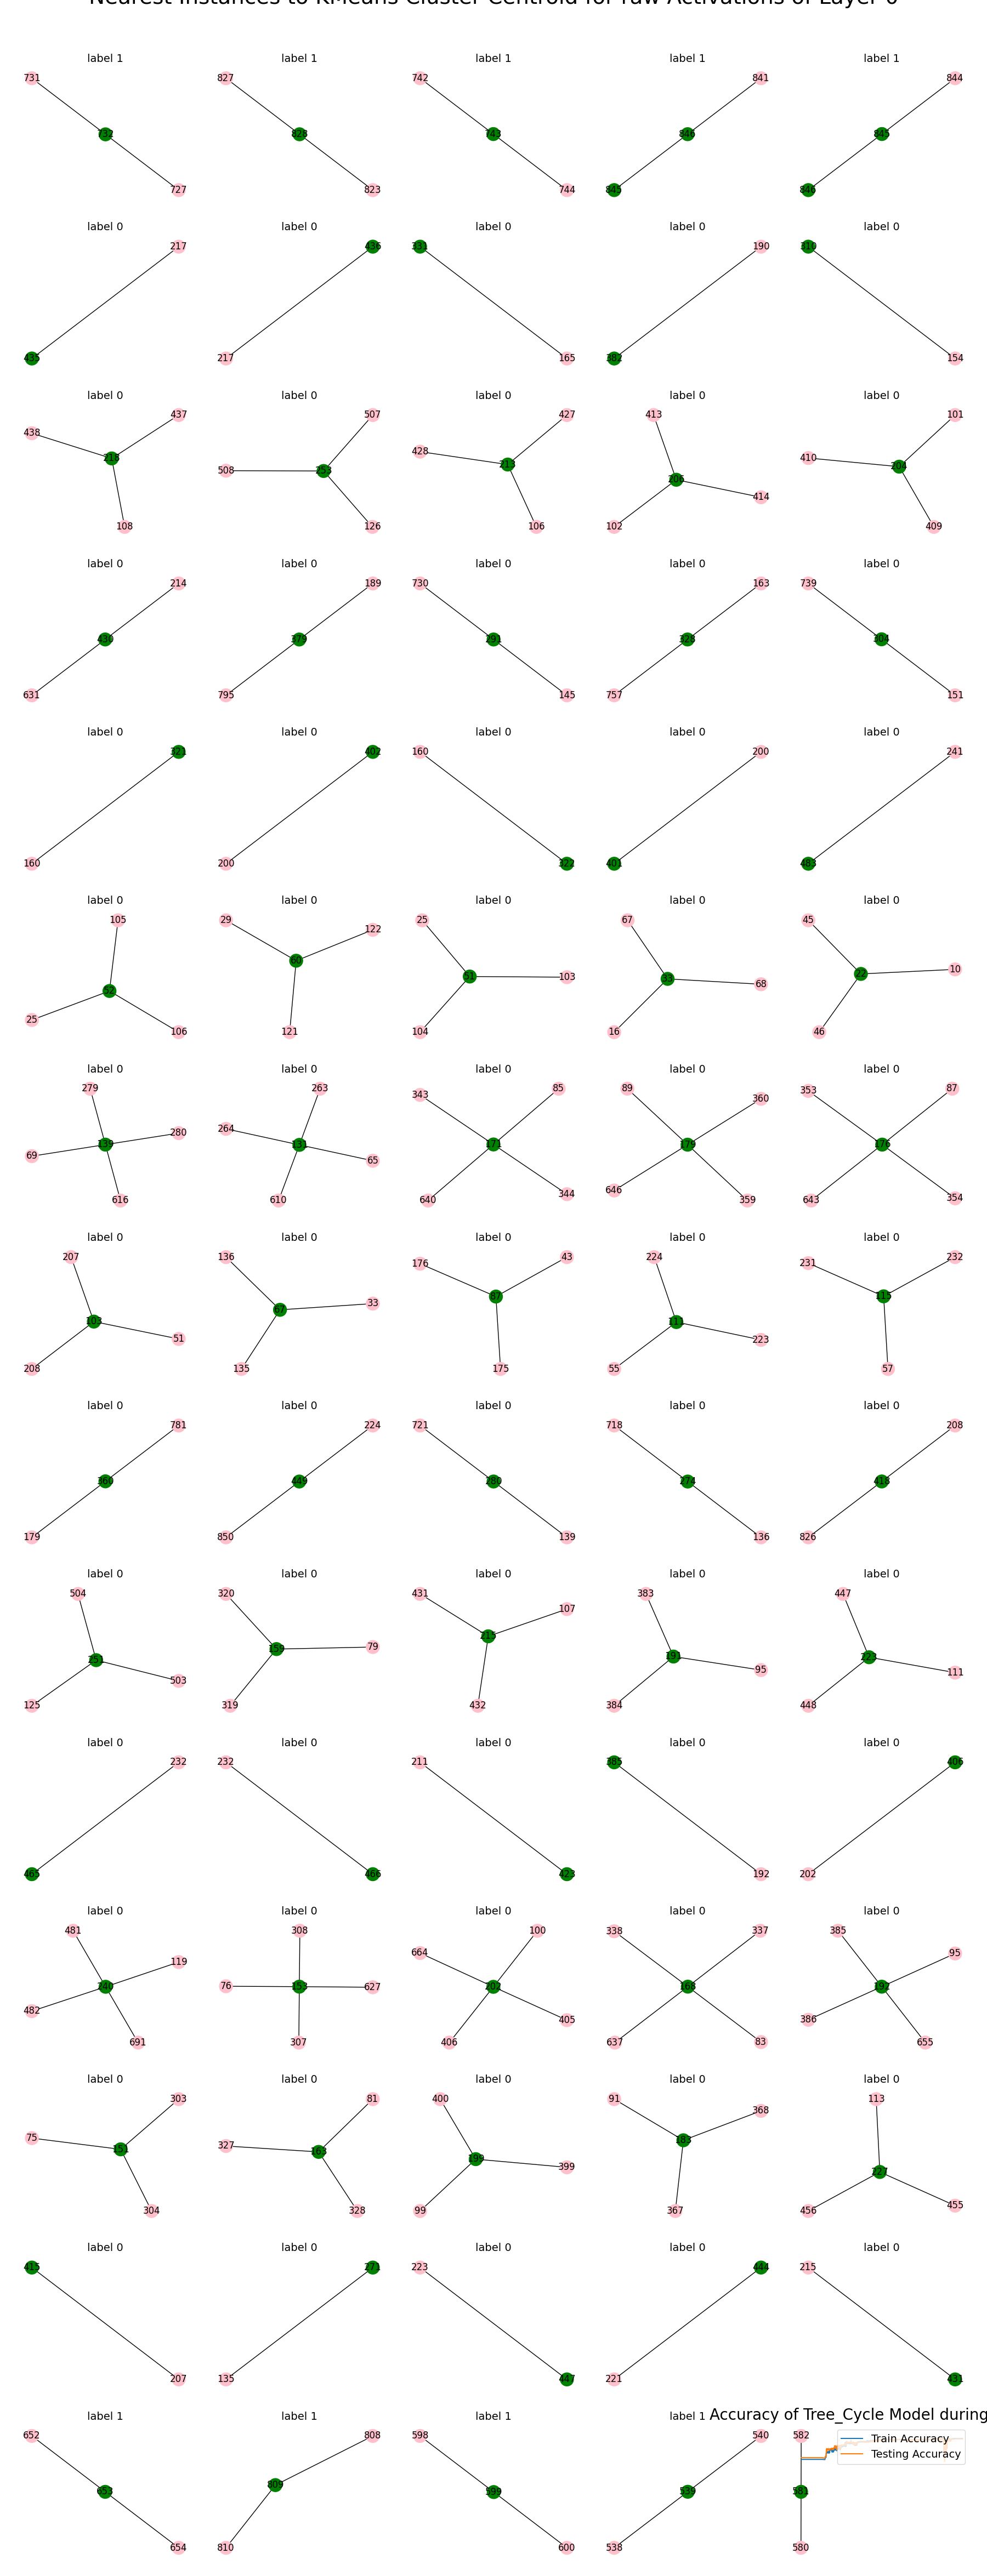 Nearest Instances to KMeans Cluster Centroid for raw Activations of Layer
label 1 label 1 label 1 label 1 label 1
731 827 742 841 844
732 828 743 846 845
727 823 744 845 846
label 0 label 0 label 0 label 0 label 0
217 436 331 190 310
435 217 165 382 154
label 0 label 0 label 0 label 0 label 0
438 437 507 427 413 101
218 508 253 428 213 206 414 410 204
108 126 106 102 409
label 0 label 0 label 0 label 0 label 0
214 189 730 163 739
430 379 291 328 304
631 795 145 757 151
label 0 label 0 label 0 label 0 label 0
321 402 160 200 241
160 200 322 401 483
label 0 label 0 label 0 label 0 label 0
105 29 122 25 67 45
52 60 51 103 33 68 22 10
25 106 121 104 16 46
label 0 label 0 label 0 label 0 label 0
279 263 343 85 89 360 353 87
69 139 280 264 131 65 171 179 176
616 610 640 344 646 359 643 354
label 0 label 0 label 0 label 0 label 0
207 136 176 43 224 231 232
103 51 67 33 87 111 223 115
208 135 175 55 57
label 0 label 0 label 0 label 0 label 0
781 224 721 718 208
360 449 280 274 418
179 850 139 136 826
label 0 label 0 label 0 label 0 label 0
504 320 431 107 383 447
251 503 159 79 215 191 95 223 111
125 319 432 384 448
label 0 label 0 label 0 label 0 label 0
232 232 211 385 406
465 466 423 192 202
label 0 label 0 label 0 label 0 label 0
481 119 308 664 100 338 337 385 95
240 76 153 627 202 168 192
482 691 307 406 405 637 83 386 655
label 0 label 0 label 0 label 0 label 0
303 81 400 91 368 113
75 151 327 163 199 399 183 227
304 328 99 367 456 455
label 0 label 0 label 0 label 0 label 0
415 271 223 444 215
207 135 447 221 431
label 1 label 1 label 1 label 1 Accuracy of Tree_Cycle Model during
652 808 598 540 582 Train Accuracy
Testing Accuracy
653 809 599 539 581
654 810 600 538 580